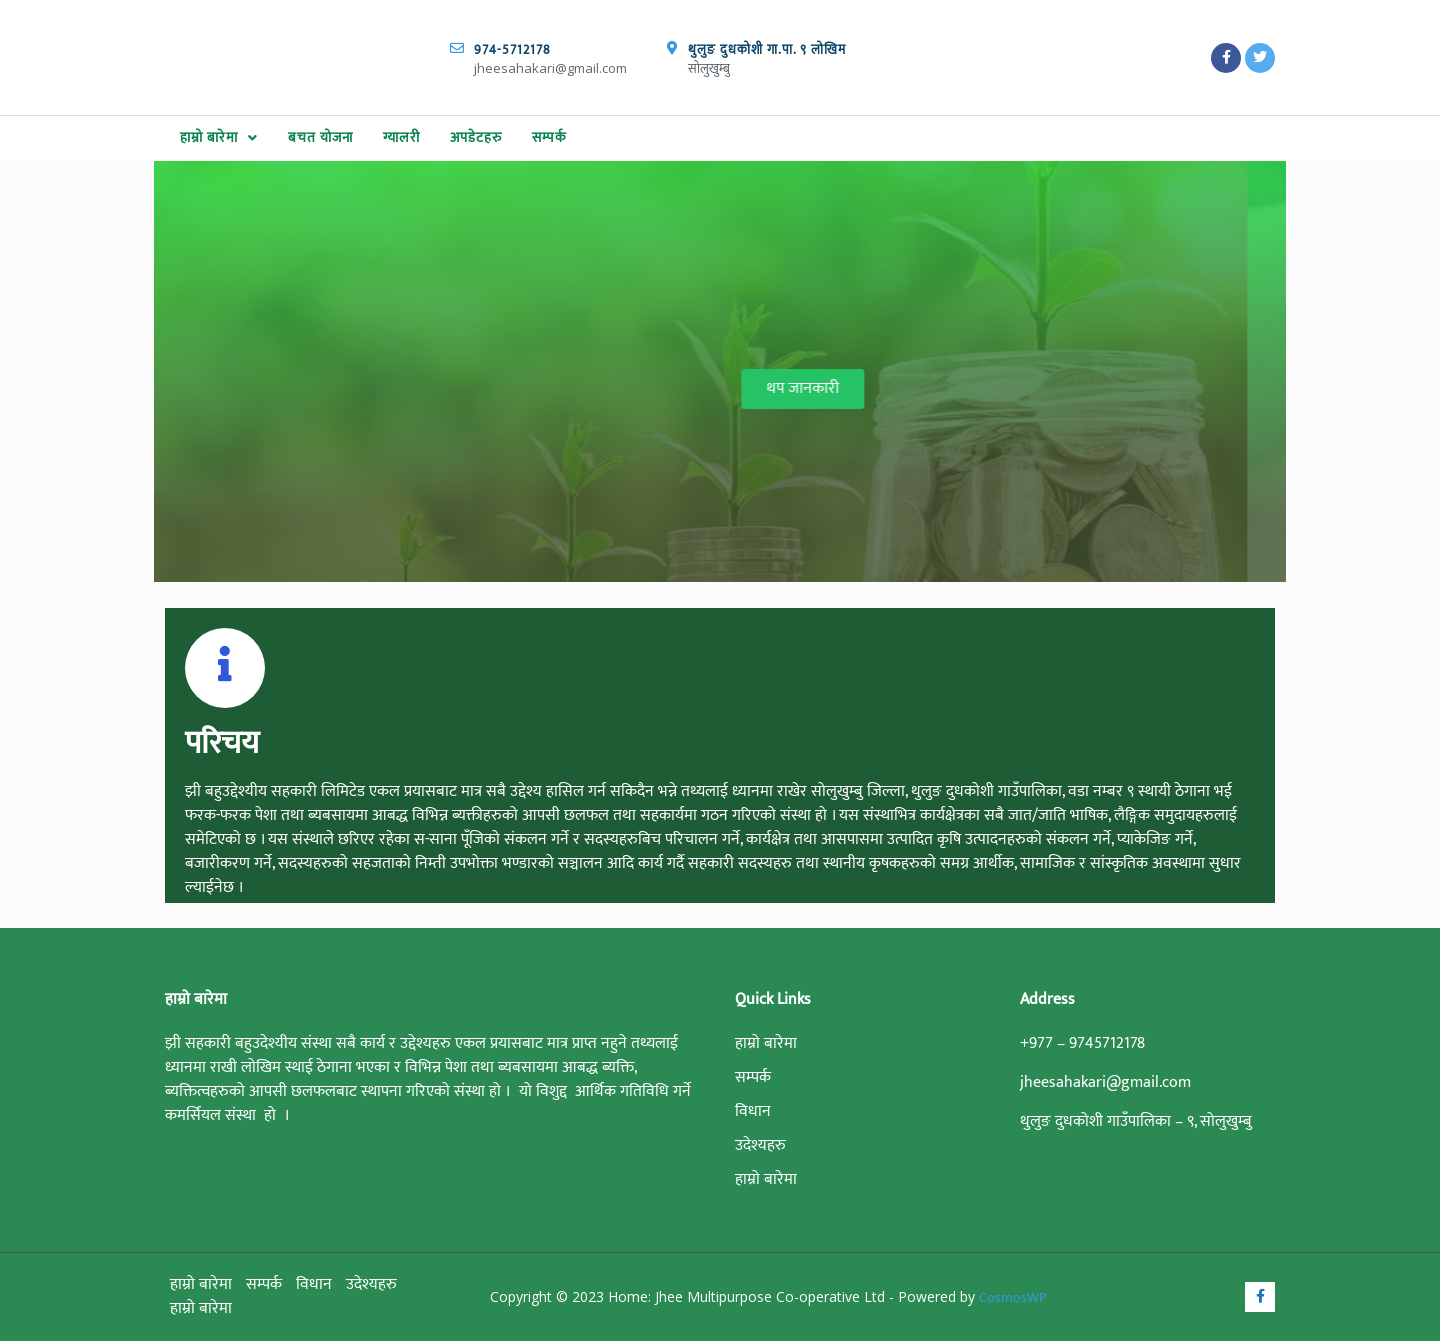 974-5712178
jheesahakari@gmail.com
थुलुङ दुधकोशी गा.पा. ९ लोखिम
सोलुखुम्बु
हाम्रो बारेमा
बचत योजना
ग्यालरी
अपडेटहरु
सम्पर्क
थप जानकारी
परिचय
झी बहुउद्देश्यीय सहकारी लिमिटेड एकल प्रयासबाट मात्र सबै उद्देश्य हासिल गर्न सकिदैन भन्ने तथ्यलाई ध्यानमा राखेर सोलुखुम्बु जिल्ला, थुलुङ दुधकोशी गाउँपालिका, वडा नम्बर ९ स्थायी ठेगाना भई
फरक-फरक पेशा तथा ब्यबसायमा आबद्ध विभिन्न ब्यक्तीहरुको आपसी छलफल तथा सहकार्यमा गठन गरिएको संस्था हो । यस संस्थाभित्र कार्यक्षेत्रका सबै जात/जाति भाषिक, लैङ्गिक समुदायहरुलाई
समेटिएको छ । यस संस्थाले छरिएर रहेका स-साना पूँजिको संकलन गर्ने र सदस्यहरुबिच परिचालन गर्ने, कार्यक्षेत्र तथा आसपासमा उत्पादित कृषि उत्पादनहरुको संकलन गर्ने, प्याकेजिङ गर्ने,
बजारीकरण गर्ने, सदस्यहरुको सहजताको निम्ती उपभोक्ता भण्डारको सञ्चालन आदि कार्य गर्दै सहकारी सदस्यहरु तथा स्थानीय कृषकहरुको समग्र आर्थीक, सामाजिक र सांस्कृतिक अवस्थामा सुधार
ल्याईनेछ ।
हाम्रो बारेमा
झी सहकारी बहुउदेश्यीय संस्था सबै कार्य र उद्देश्यहरु एकल प्रयासबाट मात्र प्राप्त नहुने तथ्यलाई
ध्यानमा राखी लोखिम स्थाई ठेगाना भएका र विभिन्न पेशा तथा ब्यबसायमा आबद्ध ब्यक्ति,
ब्यक्तित्वहरुको आपसी छलफलबाट स्थापना गरिएको संस्था हो । यो विशुद्द आर्थिक गतिविधि गर्ने
कमर्सियल संस्था हो ।
Quick Links
हाम्रो बारेमा
सम्पर्क
विधान
उदेश्यहरु
हाम्रो बारेमा
Address
+977 – 9745712178
jheesahakari@gmail.com
थुलुङ दुधकोशी गाउँपालिका – ९, सोलुखुम्बु
हाम्रो बारेमा सम्पर्क विधान उदेश्यहरु
हाम्रो बारेमा
Copyright © 2023 Home: Jhee Multipurpose Co-operative Ltd - Powered by CosmosWP